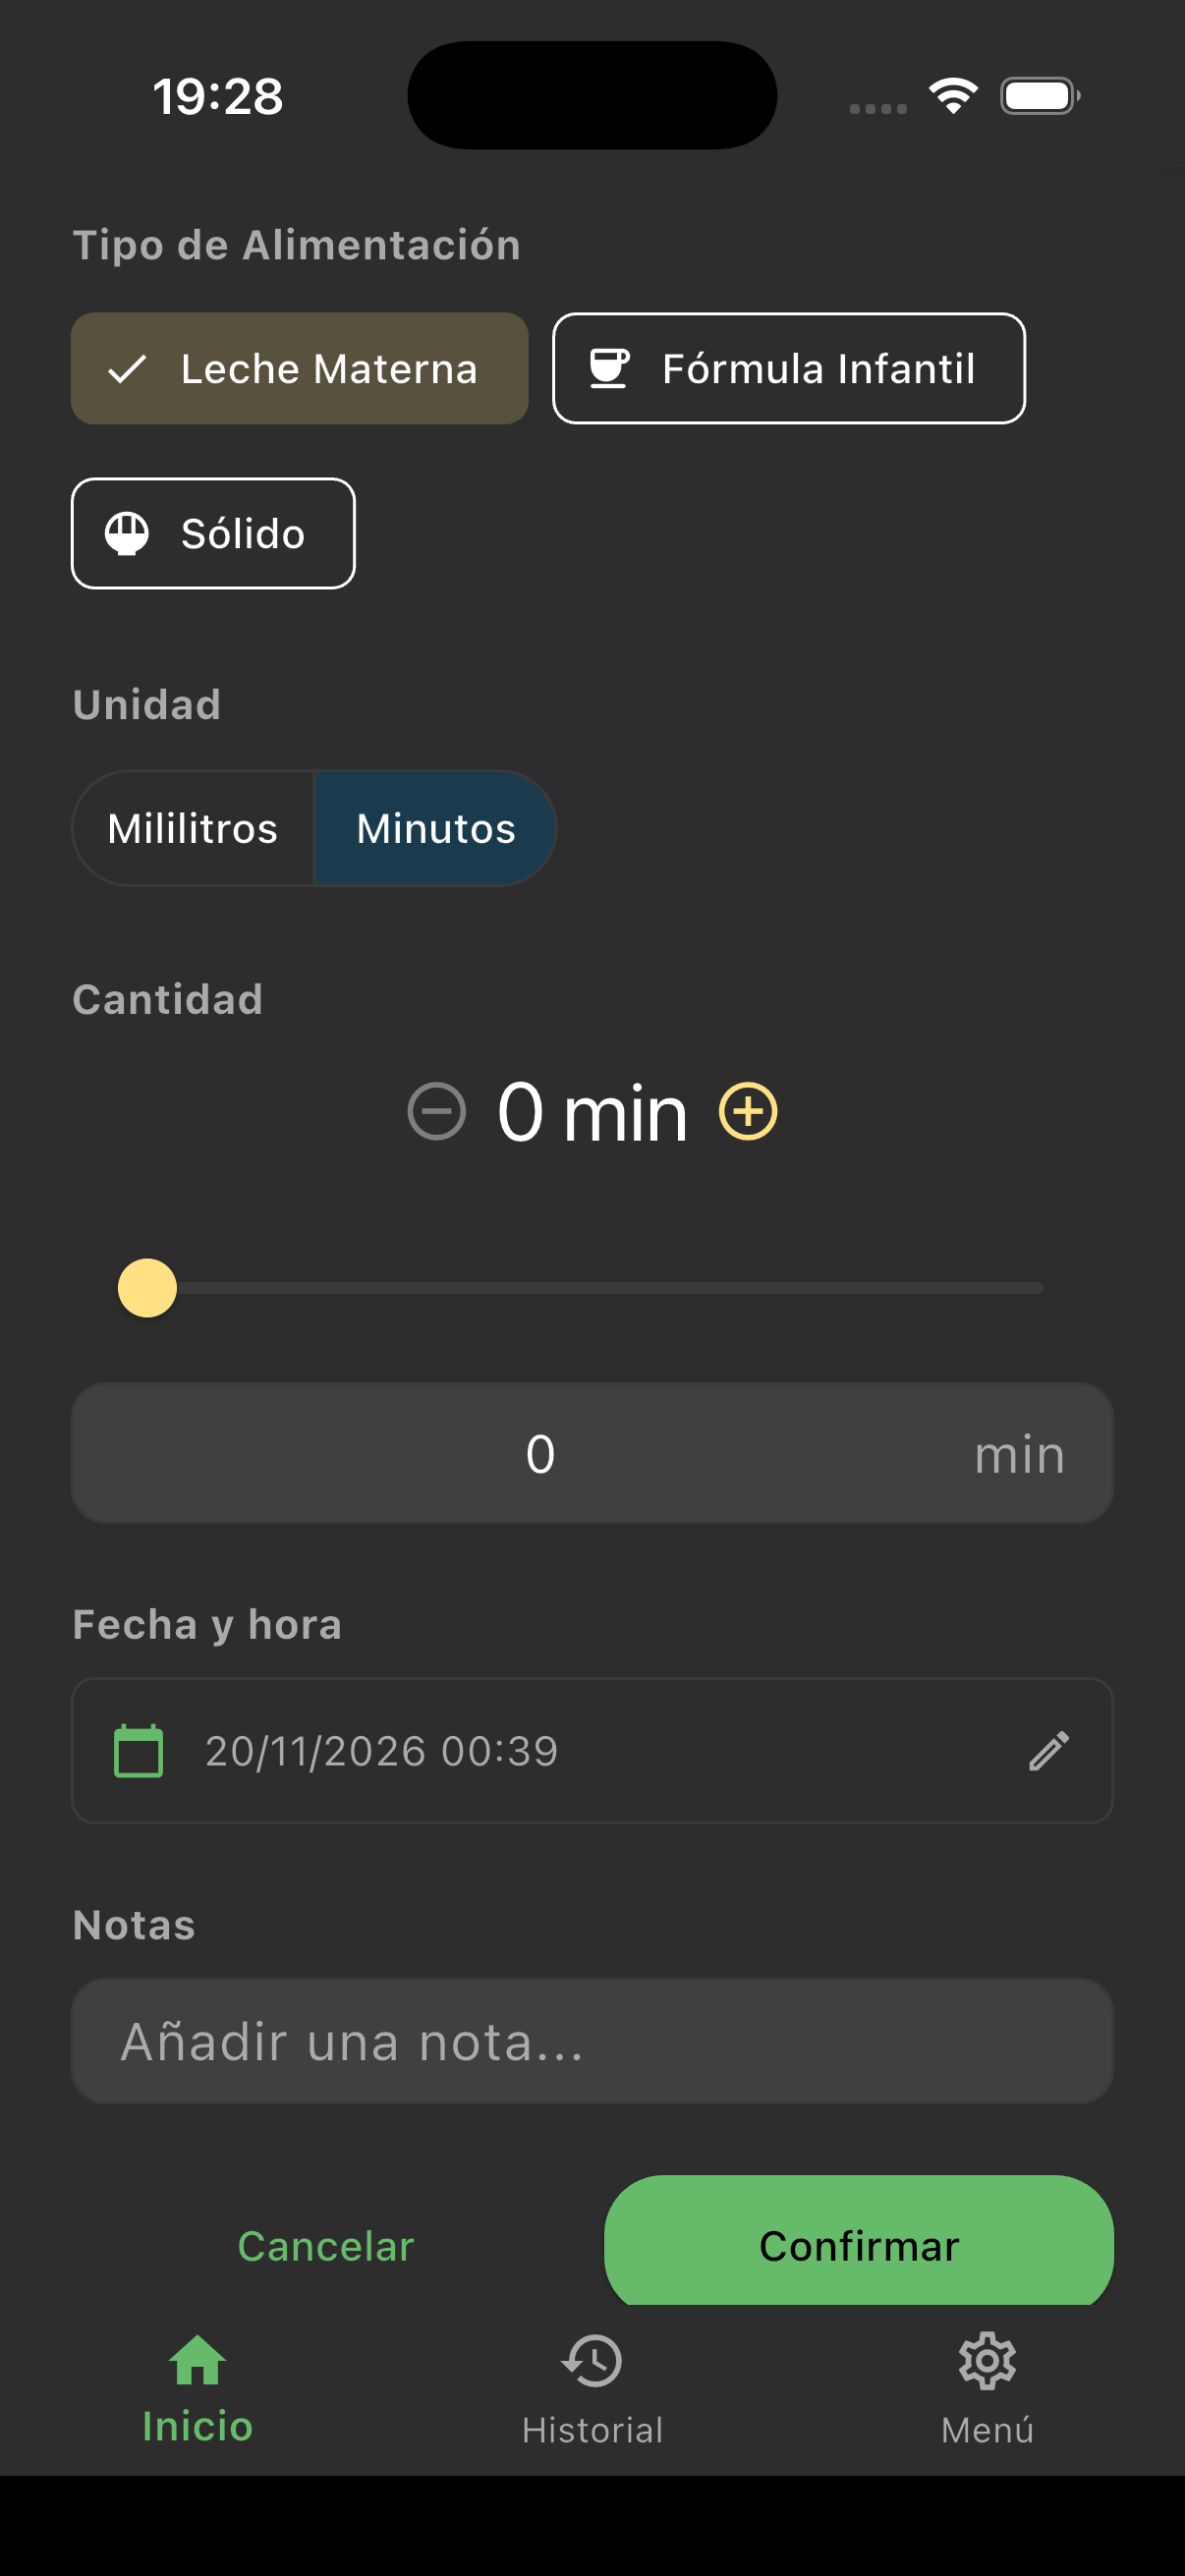 19:28
Tipo de Alimentación
Leche Materna Fórmula Infantil
Sólido
Unidad
Mililitros Minutos
Cantidad
0 min
0 min
Fecha y hora
20/11/2026 00:39
Notas
Añadir una nota...
Cancelar Confirmar
Inicio Historial Menú